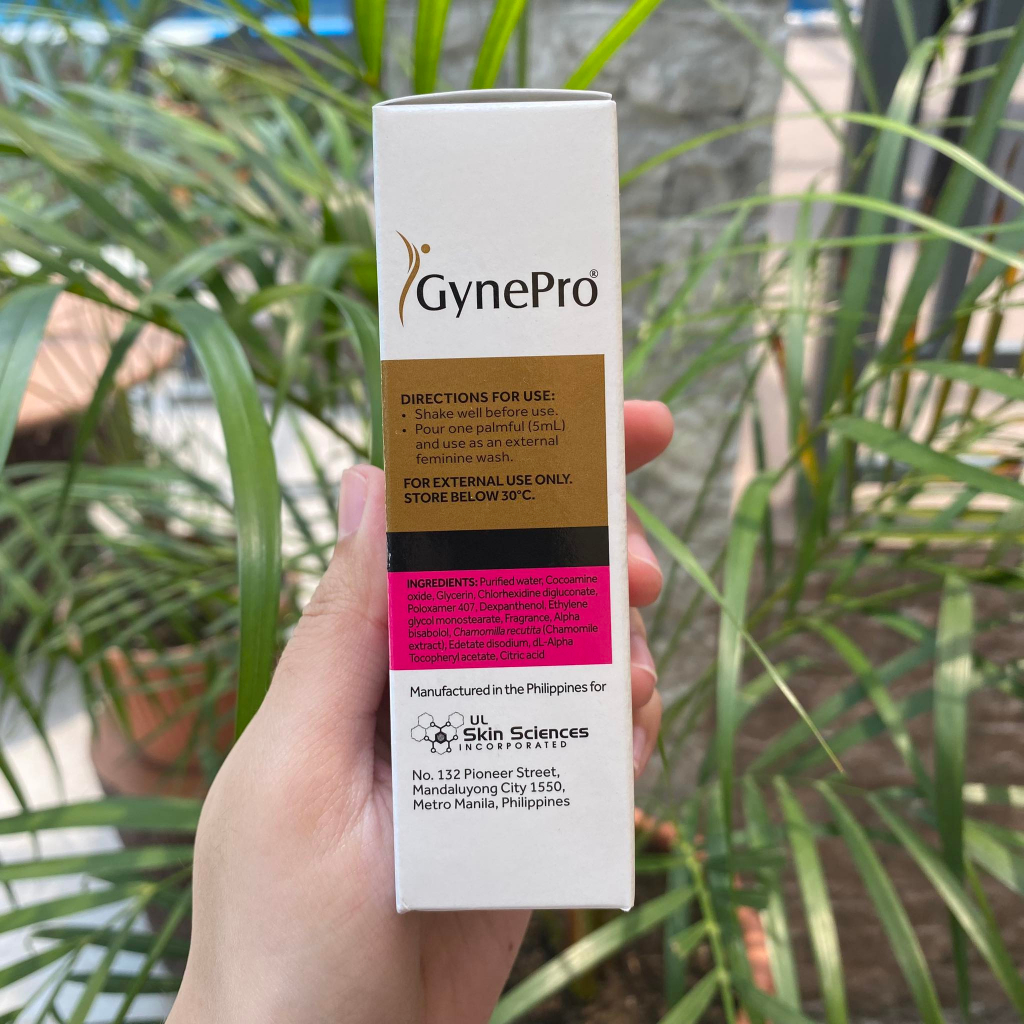 GynePro®
DIRECTIONS FOR USE:
• Shake well before use.
• Pour one palmful (5mL)
and use as an external
feminine wash.
FOR EXTERNAL USE ONLY.
STORE BELOW 30°C.
INGREDIENTS: Purified water, Cocoamine
oxide, Glycerin, Chlorhexidine digluconate,
Poloxamer 407, Dexpanthenol, Ethylene
glycol monostearate, Fragrance, Alpha
bisabolol, Chamomilla recutita (Chamomile
extract), Edetate disodium, dL-Alpha
Tocopheryl acetate, Citric acid
Manufactured in the Philippines for
UL
Skin Sciences
INCORPORATED
No. 132 Pioneer Street,
Mandaluyong City 1550,
Metro Manila, Philippines